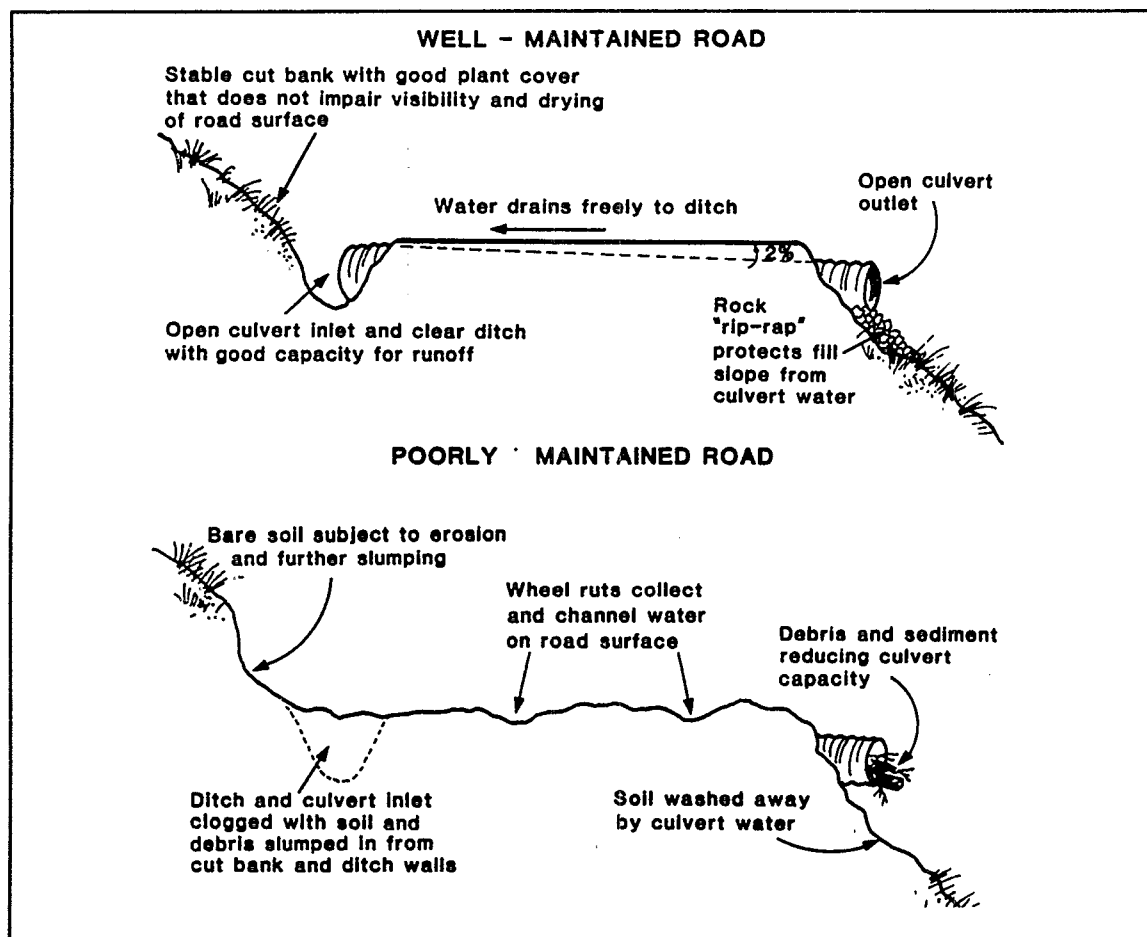 WELL - MAINTAINED ROAD
Stable cut bank with good plant cover
that does not impair visibility and drying
of road surface
Water drains freely to ditch
Open culvert
outlet
2%
Open culvert inlet and clear ditch
with good capacity for runoff
Rock
"rip-rap"
protects fill
slope from
culvert water
POORLY MAINTAINED ROAD
Bare soil subject to erosion
and further slumping
Wheel ruts collect
and channel water
on road surface
Debris and sediment
reducing culvert
capacity
Ditch and culvert inlet
clogged with soil and
debris slumped in from
cut bank and ditch walls
Soil washed away
by culvert water